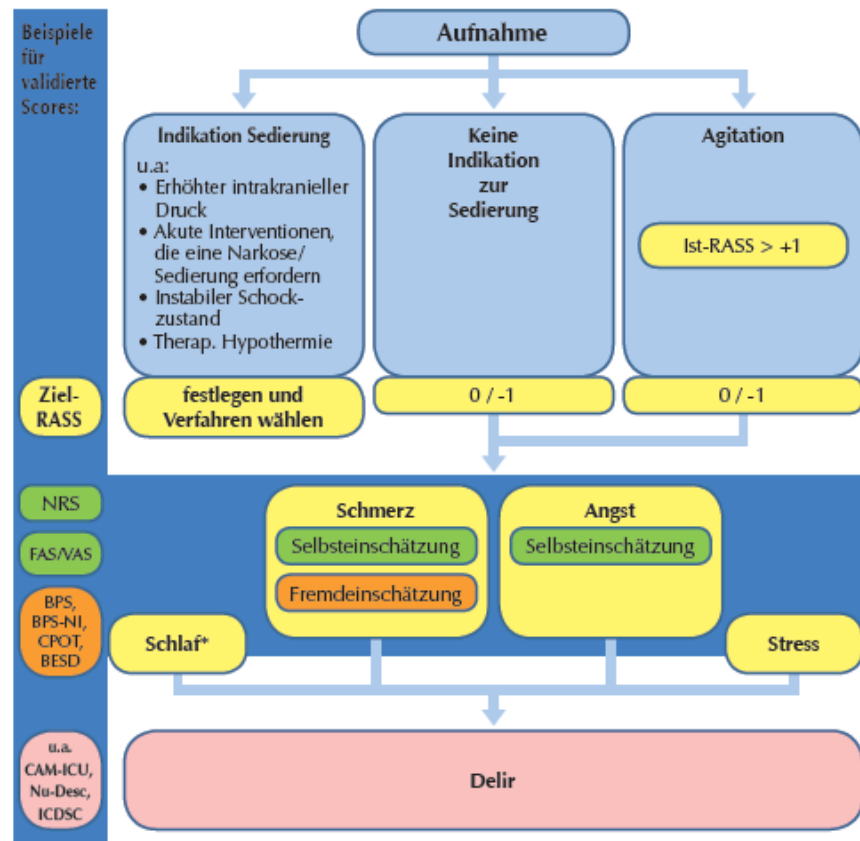 Beispiele
für
validierte
Scores:
Aufnahme
Indikation Sedierung
u.a:
• Erhöhter intrakranieller
Druck
• Akute Interventionen,
die eine Narkose/
Sedierung erfordern
• Instabiler Schock-
zustand
• Therap. Hypothermie
Keine
Indikation
zur
Sedierung
Agitation
Ist-RASS > +1
Ziel-
RASS
festlegen und
Verfahren wählen
0 / -1
0 / -1
NRS
FAS/VAS
BPS,
BPS-NI,
CPOT,
BESD
Schmerz
Selbsteinschätzung
Fremdeinschätzung
Angst
Selbsteinschätzung
Schlaf*
Stress
u.a.
CAM-ICU,
Nu-Desc,
ICDSC
Delir